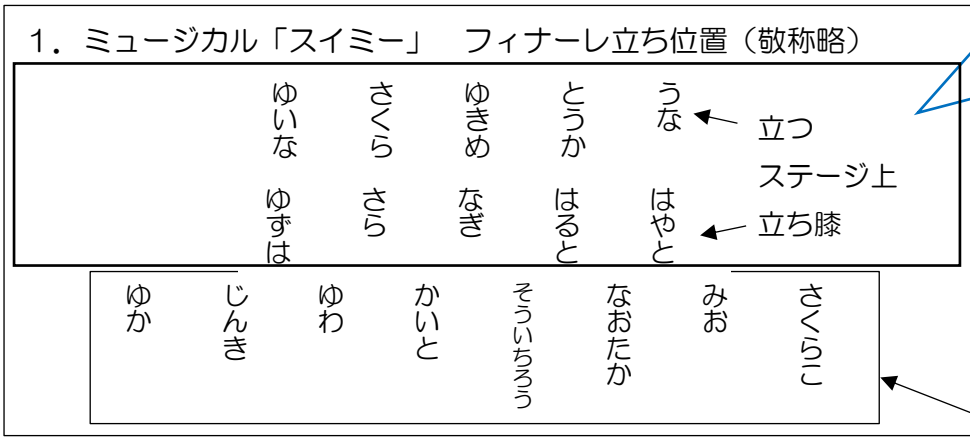 1．ミュージカル「スイミー」　フィナーレ立ち位置（敬称略）
うな
とうか
ゆきめ
さくら
ゆいな
立つ
ステージ上
立ち膝
はやと
はると
なぎ
さら
ゆずは
さくらこ
みお
なおたか
そういちろう
かいと
ゆわ
じんき
ゆか